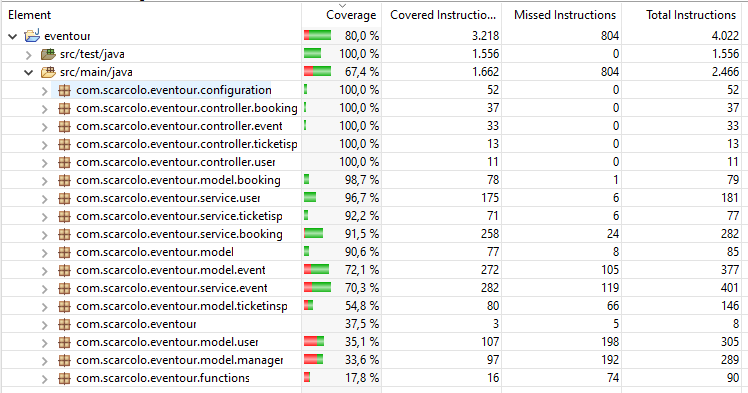 Element Coverage Covered Instructio... Missed Instructions Total Instructions
eventour 80,0 % 3.218 804 4.022
src/test/java 100,0 % 1.556 0 1.556
src/main/java 67,4 % 1.662 804 2.466
com.scarcolo.eventour.configuration 100,0 % 52 0 52
com.scarcolo.eventour.controller.booking 100,0 % 37 0 37
com.scarcolo.eventour.controller.event 100,0 % 33 0 33
com.scarcolo.eventour.controller.ticketisp 100,0 % 13 0 13
com.scarcolo.eventour.controller.user 100,0 % 11 0 11
com.scarcolo.eventour.model.booking 98,7 % 78 1 79
com.scarcolo.eventour.service.user 96,7 % 175 6 181
com.scarcolo.eventour.service.ticketisp 92,2 % 71 6 77
com.scarcolo.eventour.service.booking 91,5 % 258 24 282
com.scarcolo.eventour.model 90,6 % 77 8 85
com.scarcolo.eventour.model.event 72,1 % 272 105 377
com.scarcolo.eventour.service.event 70,3 % 282 119 401
com.scarcolo.eventour.model.ticketinsp 54,8 % 80 66 146
com.scarcolo.eventour 37,5 % 3 5 8
com.scarcolo.eventour.model.user 35,1 % 107 198 305
com.scarcolo.eventour.model.manager 33,6 % 97 192 289
com.scarcolo.eventour.functions 17,8 % 16 74 90